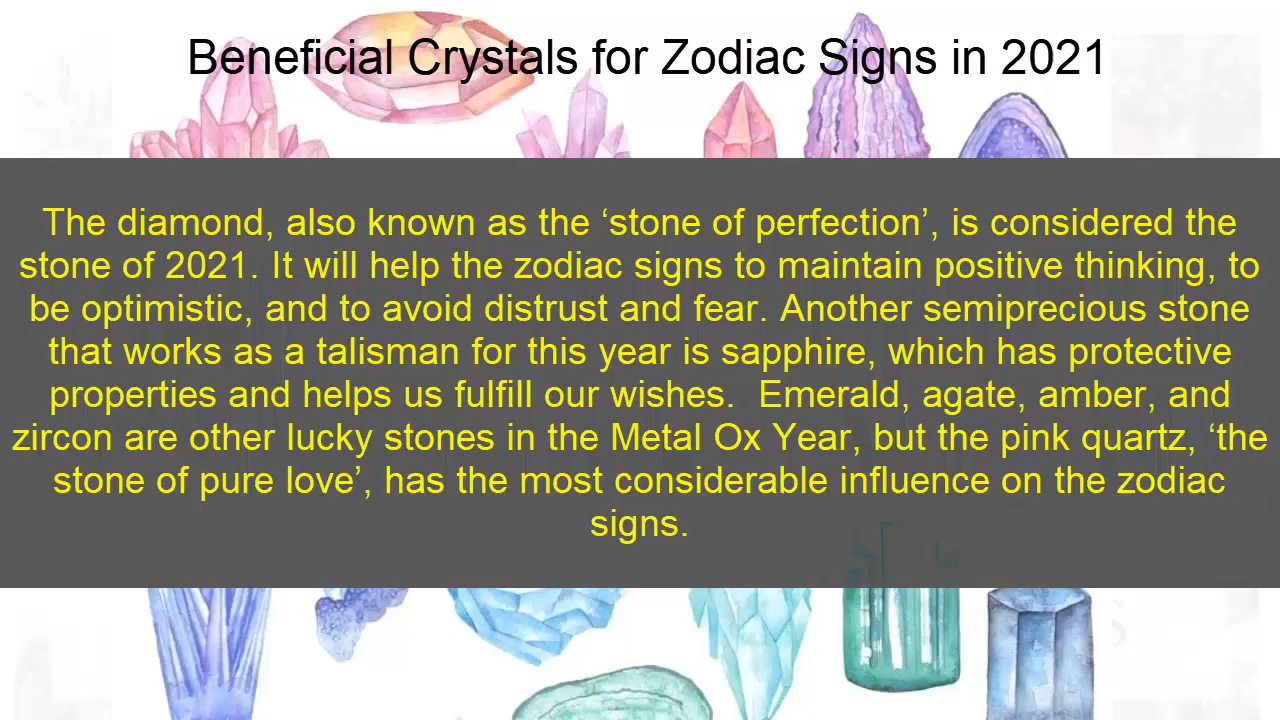 Beneficial Crystals for Zodiac Signs in 2021
The diamond, also known as the ‘stone of perfection’, is considered the
stone of 2021. It will help the zodiac signs to maintain positive thinking, to
be optimistic, and to avoid distrust and fear. Another semiprecious stone
that works as a talisman for this year is sapphire, which has protective
properties and helps us fulfill our wishes.  Emerald, agate, amber, and
zircon are other lucky stones in the Metal Ox Year, but the pink quartz, ‘the
stone of pure love’, has the most considerable influence on the zodiac
signs.